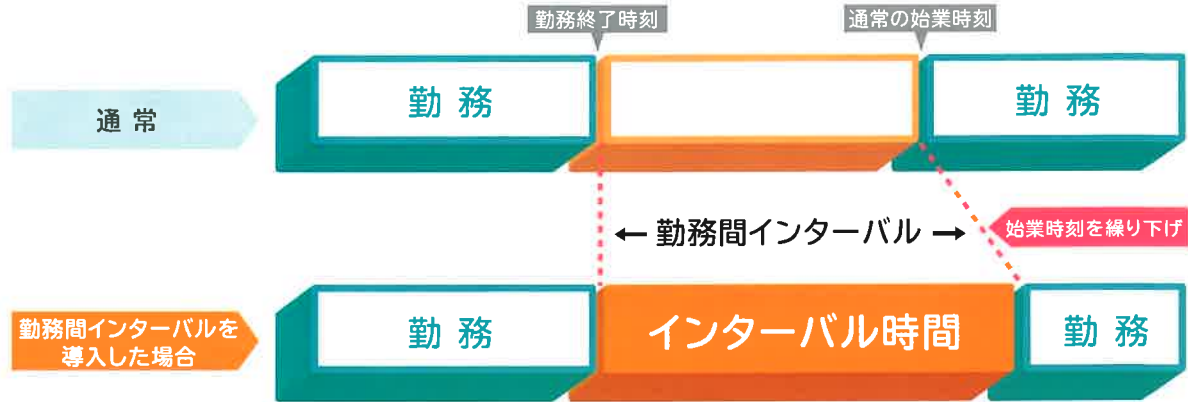 勤務終了時刻
通常の始業時刻
通常
勤務
勤務
←勤務間インターバル→
始業時刻を繰り下げ
勤務間インターバルを
導入した場合
勤務
インターバル時間
勤務